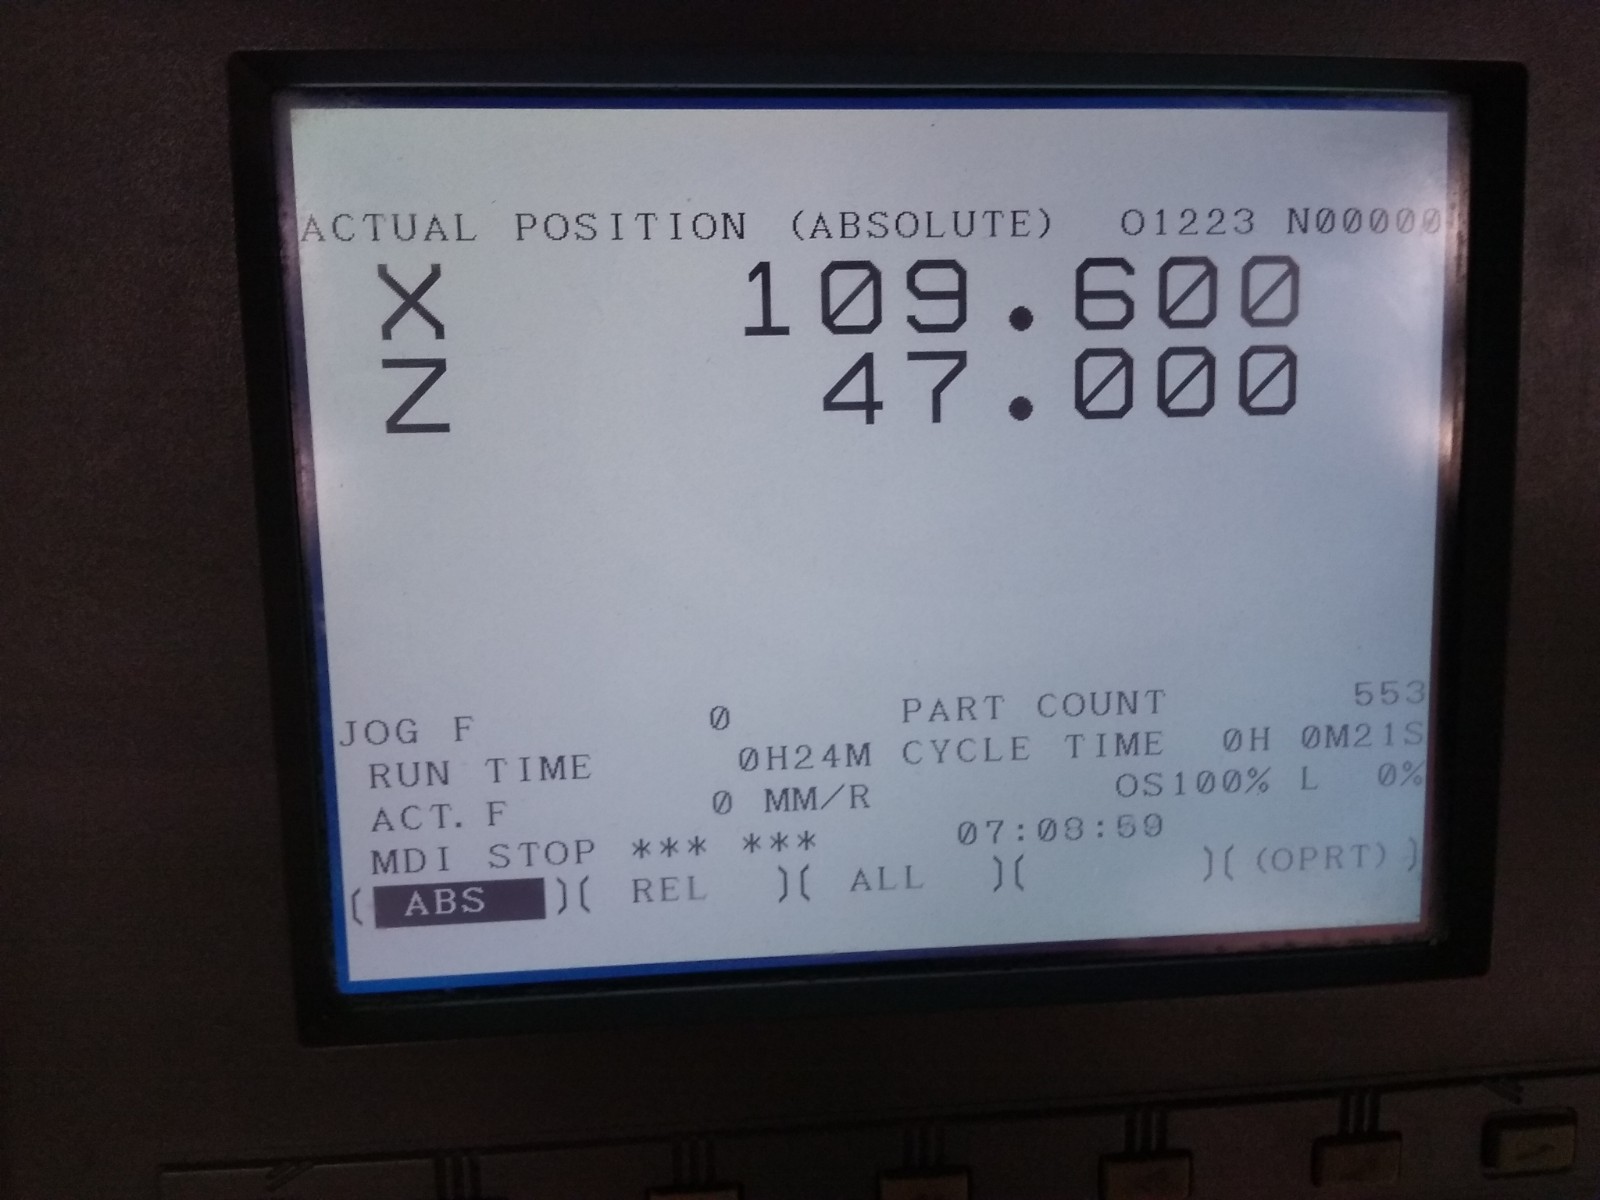 ACTUAL POSITION (ABSOLUTE) O1223 N00000
X 109.600
Z 47.000
JOG F 0 PART COUNT 553
RUN TIME 0H24M CYCLE TIME 0H 0M21S
ACT. F 0 MM/R OS100% L 0%
MDI STOP *** *** 07:08:59
( ABS )( REL )( ALL )( )( (OPRT) )